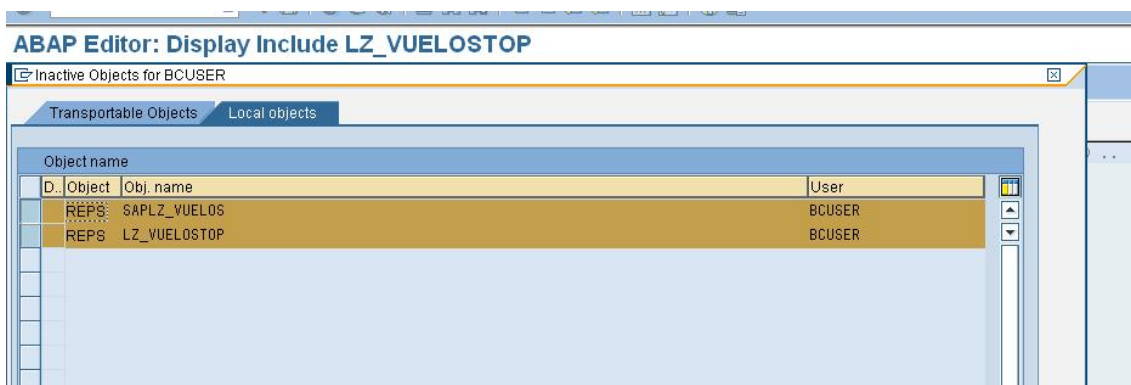 ABAP Editor: Display Include LZ_VUELOSTOP
Inactive Objects for BCUSER
Transportable Objects Local objects
Object name
D.. Object Obj. name User
REPS SAPLZ_VUELOS BCUSER
REPS LZ_VUELOSTOP BCUSER